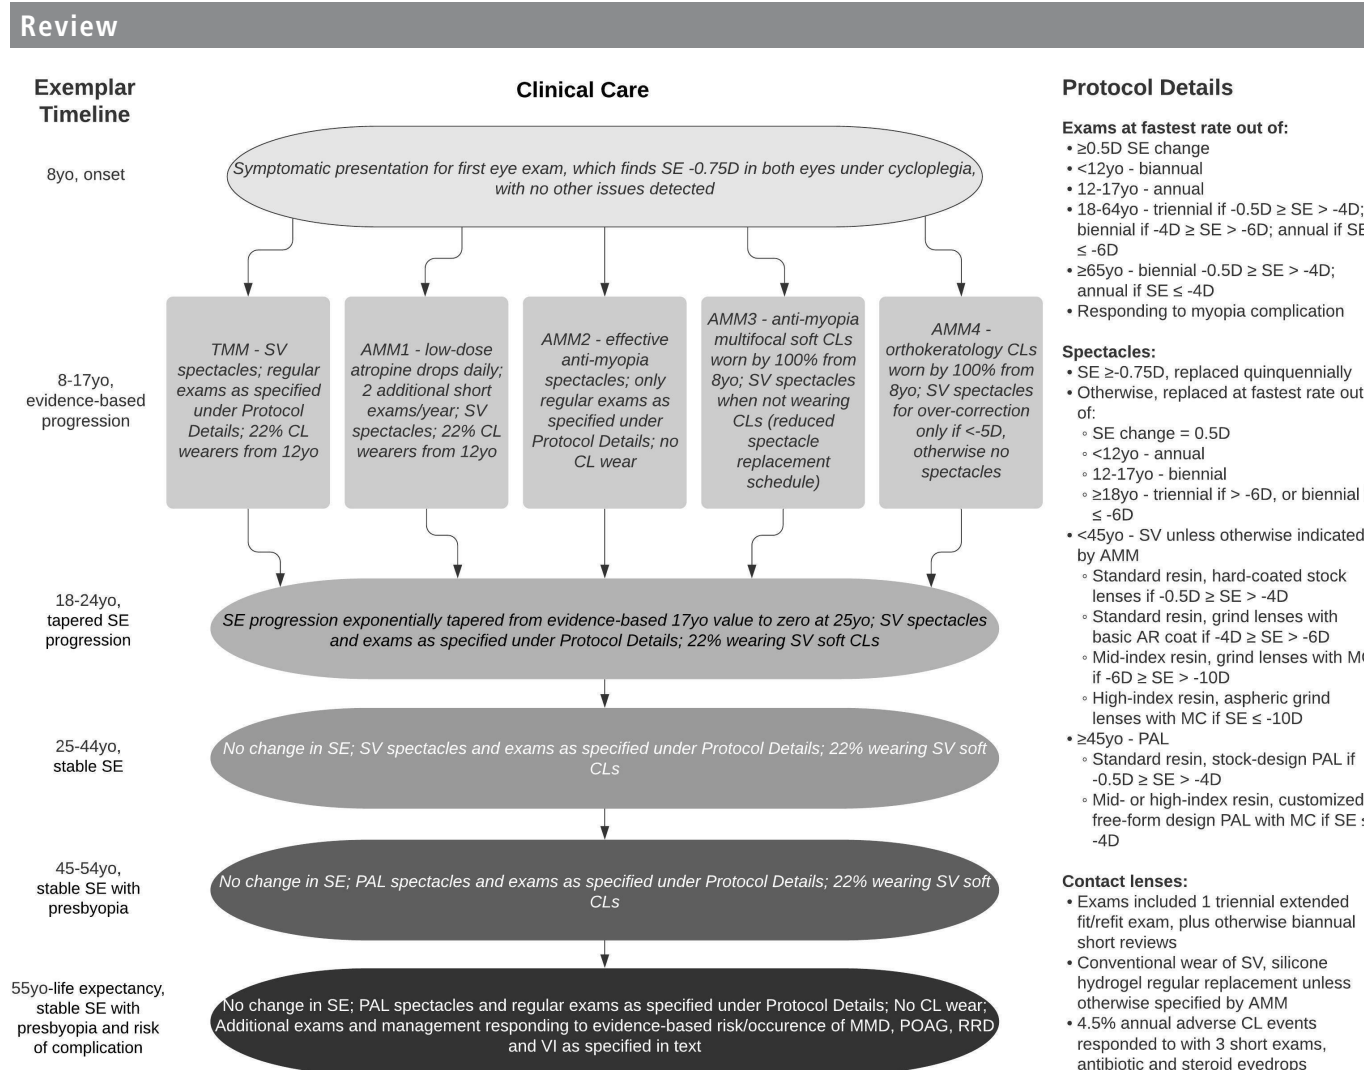 Review
Exemplar
Timeline
Clinical Care
8yo, onset
Symptomatic presentation for first eye exam, which finds SE -0.75D in both eyes under cycloplegia,
with no other issues detected
8-17yo,
evidence-based
progression
TMM - SV
spectacles; regular
exams as specified
under Protocol
Details; 22% CL
wearers from 12yo
AMM1 - low-dose
atropine drops daily;
2 additional short
exams/year; SV
spectacles; 22% CL
wearers from 12yo
AMM2 - effective
anti-myopia
spectacles; only
regular exams as
specified under
Protocol Details; no
CL wear
AMM3 - anti-myopia
multifocal soft CLs
worn by 100% from
8yo; SV spectacles
when not wearing
CLs (reduced
spectacle
replacement
schedule)
AMM4 -
orthokeratology CLs
worn by 100% from
8yo; SV spectacles
for over-correction
only if <-5D,
otherwise no
spectacles
18-24yo,
tapered SE
progression
SE progression exponentially tapered from evidence-based 17yo value to zero at 25yo; SV spectacles
and exams as specified under Protocol Details; 22% wearing SV soft CLs
25-44yo,
stable SE
No change in SE; SV spectacles and exams as specified under Protocol Details; 22% wearing SV soft
CLs
45-54yo,
stable SE with
presbyopia
No change in SE; PAL spectacles and exams as specified under Protocol Details; 22% wearing SV soft
CLs
55yo-life expectancy,
stable SE with
presbyopia and risk
of complication
No change in SE; PAL spectacles and regular exams as specified under Protocol Details; No CL wear;
Additional exams and management responding to evidence-based risk/occurence of MMD, POAG, RRD
and VI as specified in text
Protocol Details
Exams at fastest rate out of:
• ≥0.5D SE change
• <12yo - biannual
• 12-17yo - annual
• 18-64yo - triennial if -0.5D ≥ SE > -4D;
biennial if -4D ≥ SE > -6D; annual if SE
≤ -6D
• ≥65yo - biennial -0.5D ≥ SE > -4D;
annual if SE ≤ -4D
• Responding to myopia complication
Spectacles:
• SE ≥-0.75D, replaced quinquennially
• Otherwise, replaced at fastest rate out
of:
◦ SE change = 0.5D
◦ <12yo - annual
◦ 12-17yo - biennial
◦ ≥18yo - triennial if > -6D, or biennial
≤ -6D
• <45yo - SV unless otherwise indicated
by AMM
◦ Standard resin, hard-coated stock
lenses if -0.5D ≥ SE > -4D
◦ Standard resin, grind lenses with
basic AR coat if -4D ≥ SE > -6D
◦ Mid-index resin, grind lenses with
if -6D ≥ SE > -10D
◦ High-index resin, aspheric grind
lenses with MC if SE ≤ -10D
• ≥45yo - PAL
◦ Standard resin, stock-design PAL if
-0.5D ≥ SE > -4D
◦ Mid- or high-index resin, customized
free-form design PAL with MC if SE
-4D
Contact lenses:
• Exams included 1 triennial extended
fit/refit exam, plus otherwise biannual
short reviews
• Conventional wear of SV, silicone
hydrogel regular replacement unless
otherwise specified by AMM
• 4.5% annual adverse CL events
responded to with 3 short exams,
antibiotic and steroid eyedrops